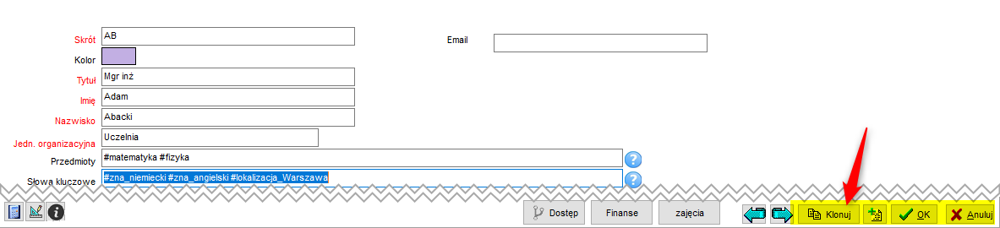 Skrót AB Email
Kolor
Tytuł Mgr inż
Imię Adam
Nazwisko Abacki
Jedn. organizacyjna Uczelnia
Przedmioty #matematyka #fizyka ?
Słowa kluczowe #zna_niemiecki #zna_angielski #lokalizacja_Warszawa ?
i Dostęp Finanse zajęcia Klonuj OK Anuluj